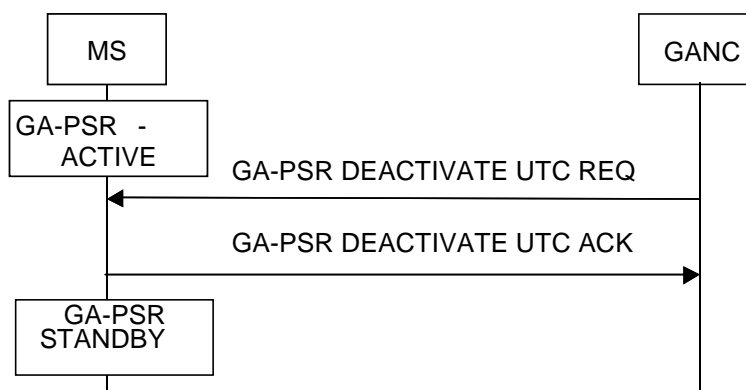 MS
GANC
GA-PSR -
ACTIVE
GA-PSR DEACTIVATE UTC REQ
GA-PSR DEACTIVATE UTC ACK
GA-PSR
STANDBY